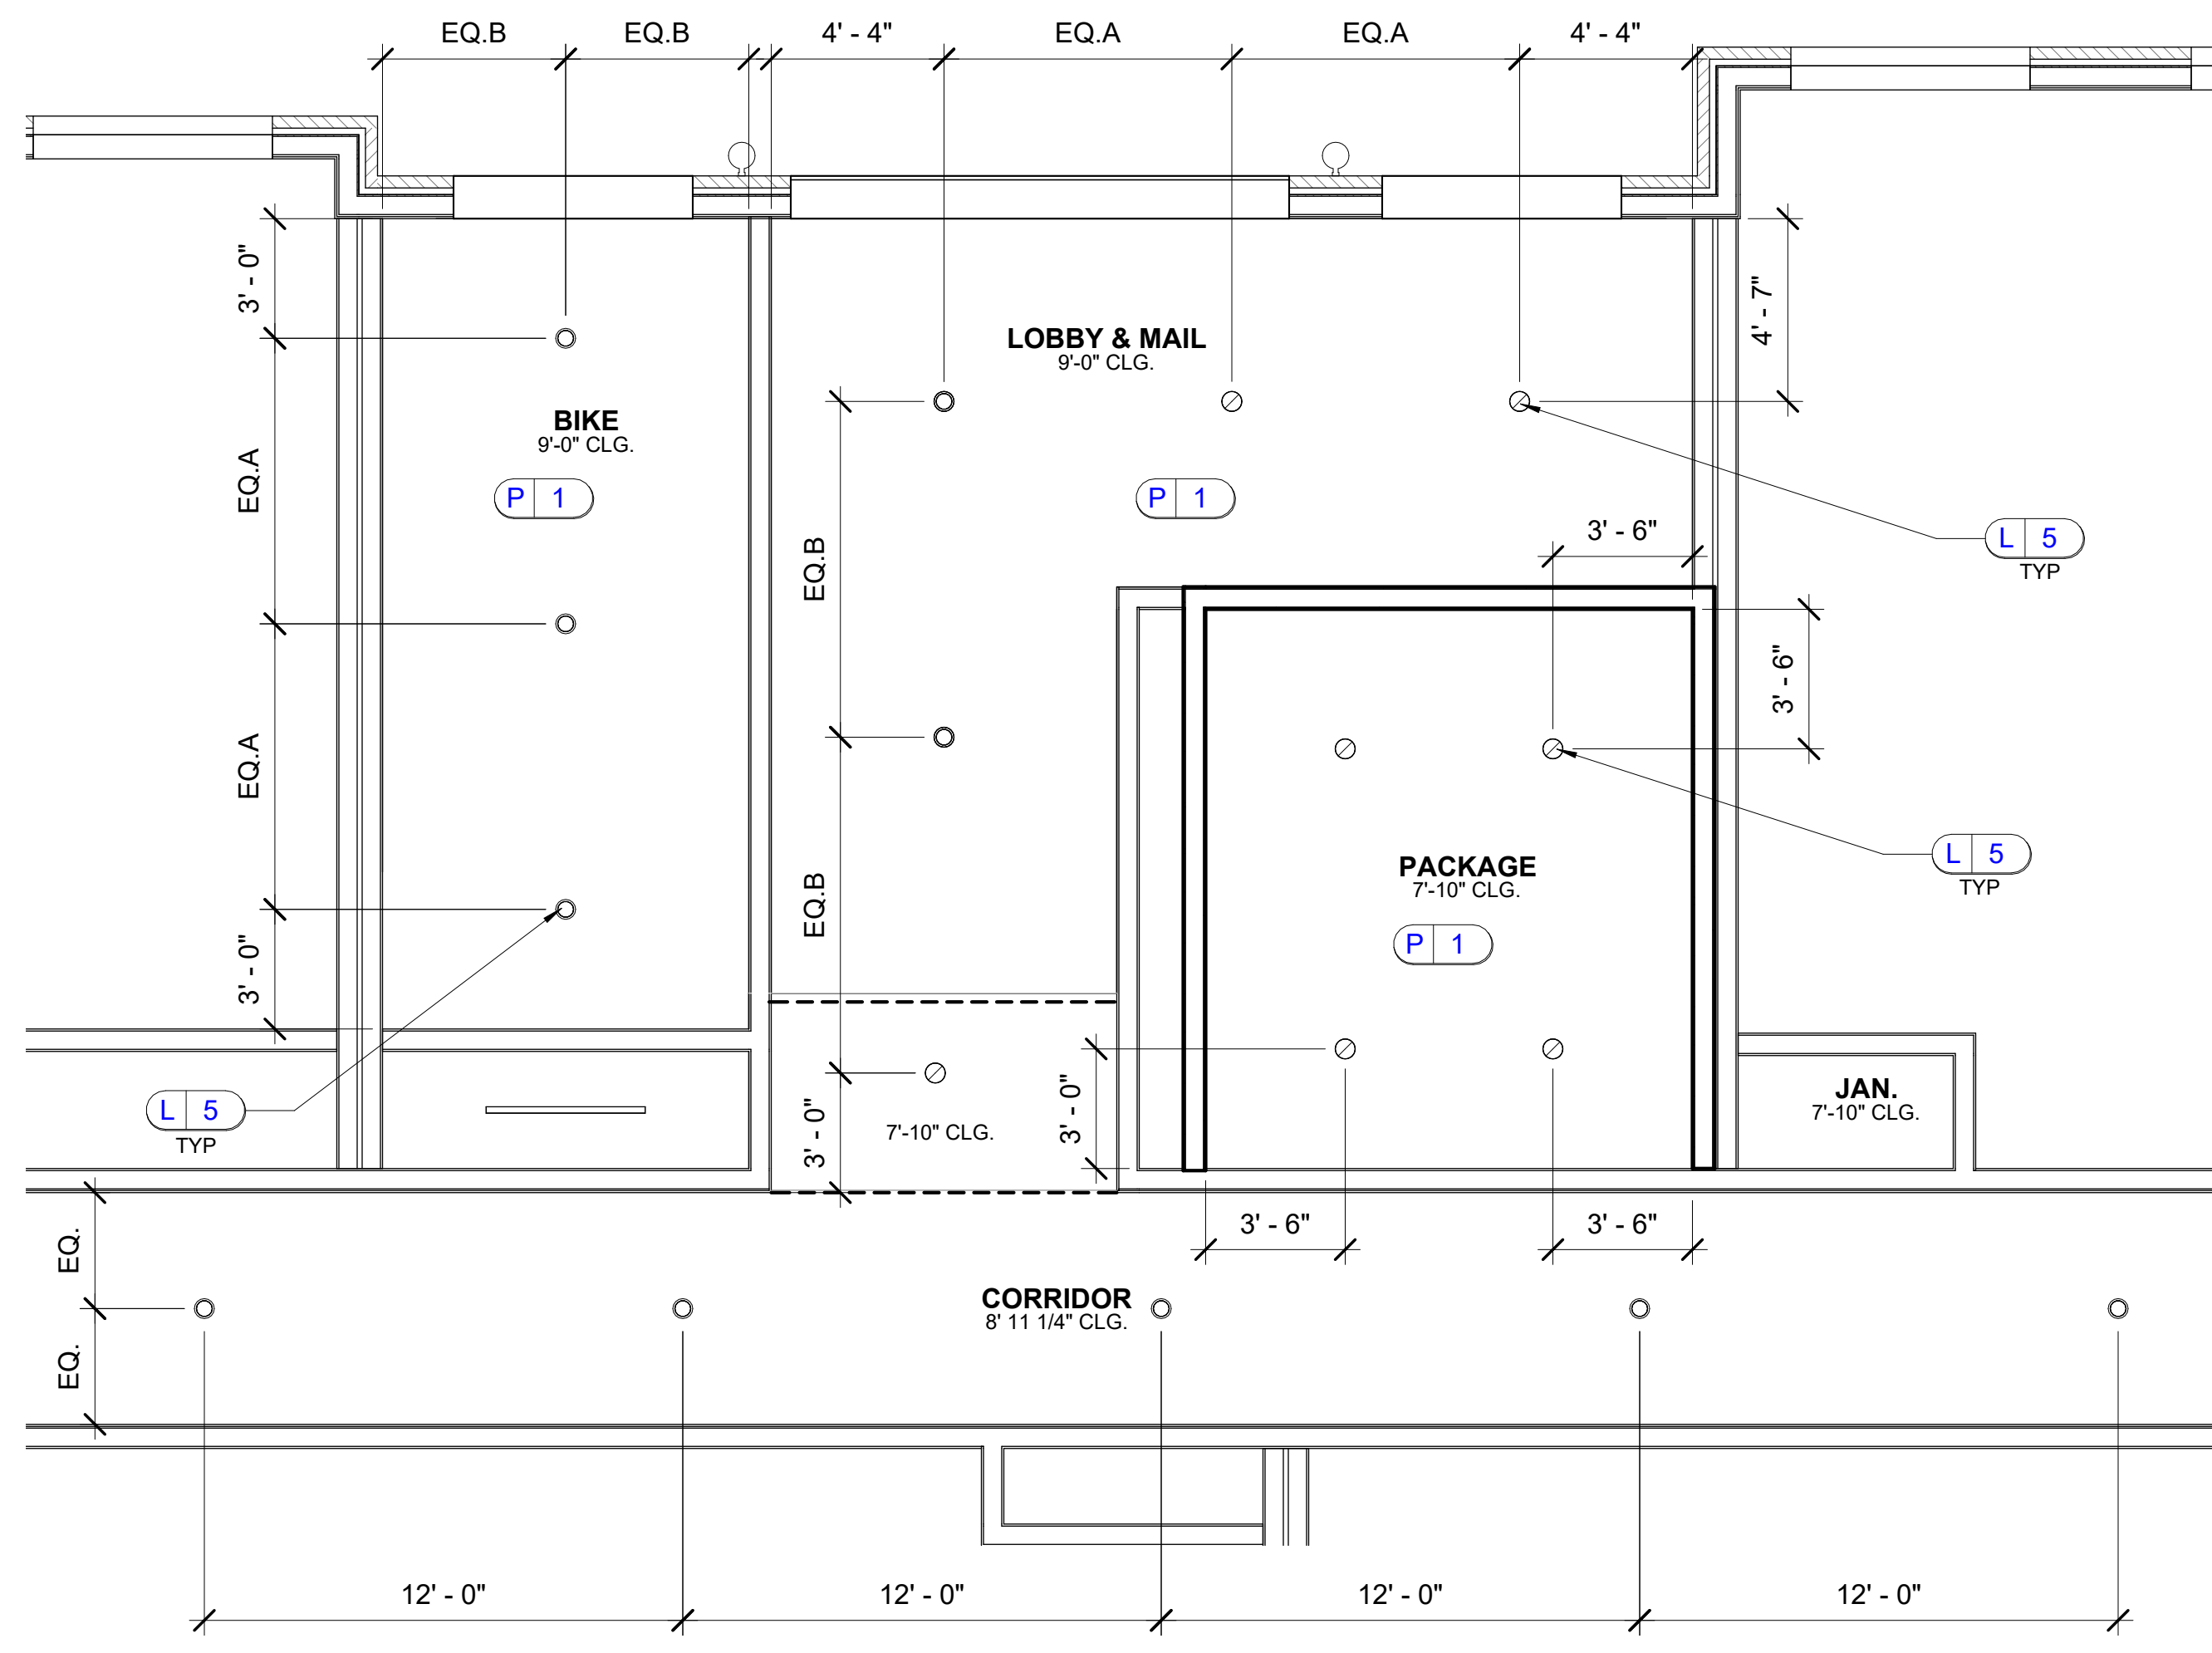 EQ.B
EQ.B
4' - 4"
EQ.A
EQ.A
4' - 4"
3' - 0"
4' - 7"
LOBBY & MAIL
9'-0" CLG.
BIKE
9'-0" CLG.
EQ.A
P 1
P 1
3' - 6"
L 5
TYP
EQ.B
3' - 6"
EQ.A
PACKAGE
7'-10" CLG.
L 5
TYP
EQ.B
P 1
3' - 0"
L 5
TYP
3' - 0"
7'-10" CLG.
3' - 0"
JAN.
7'-10" CLG.
EQ.
3' - 6"
3' - 6"
CORRIDOR
8' 11 1/4" CLG.
EQ.
12' - 0"
12' - 0"
12' - 0"
12' - 0"